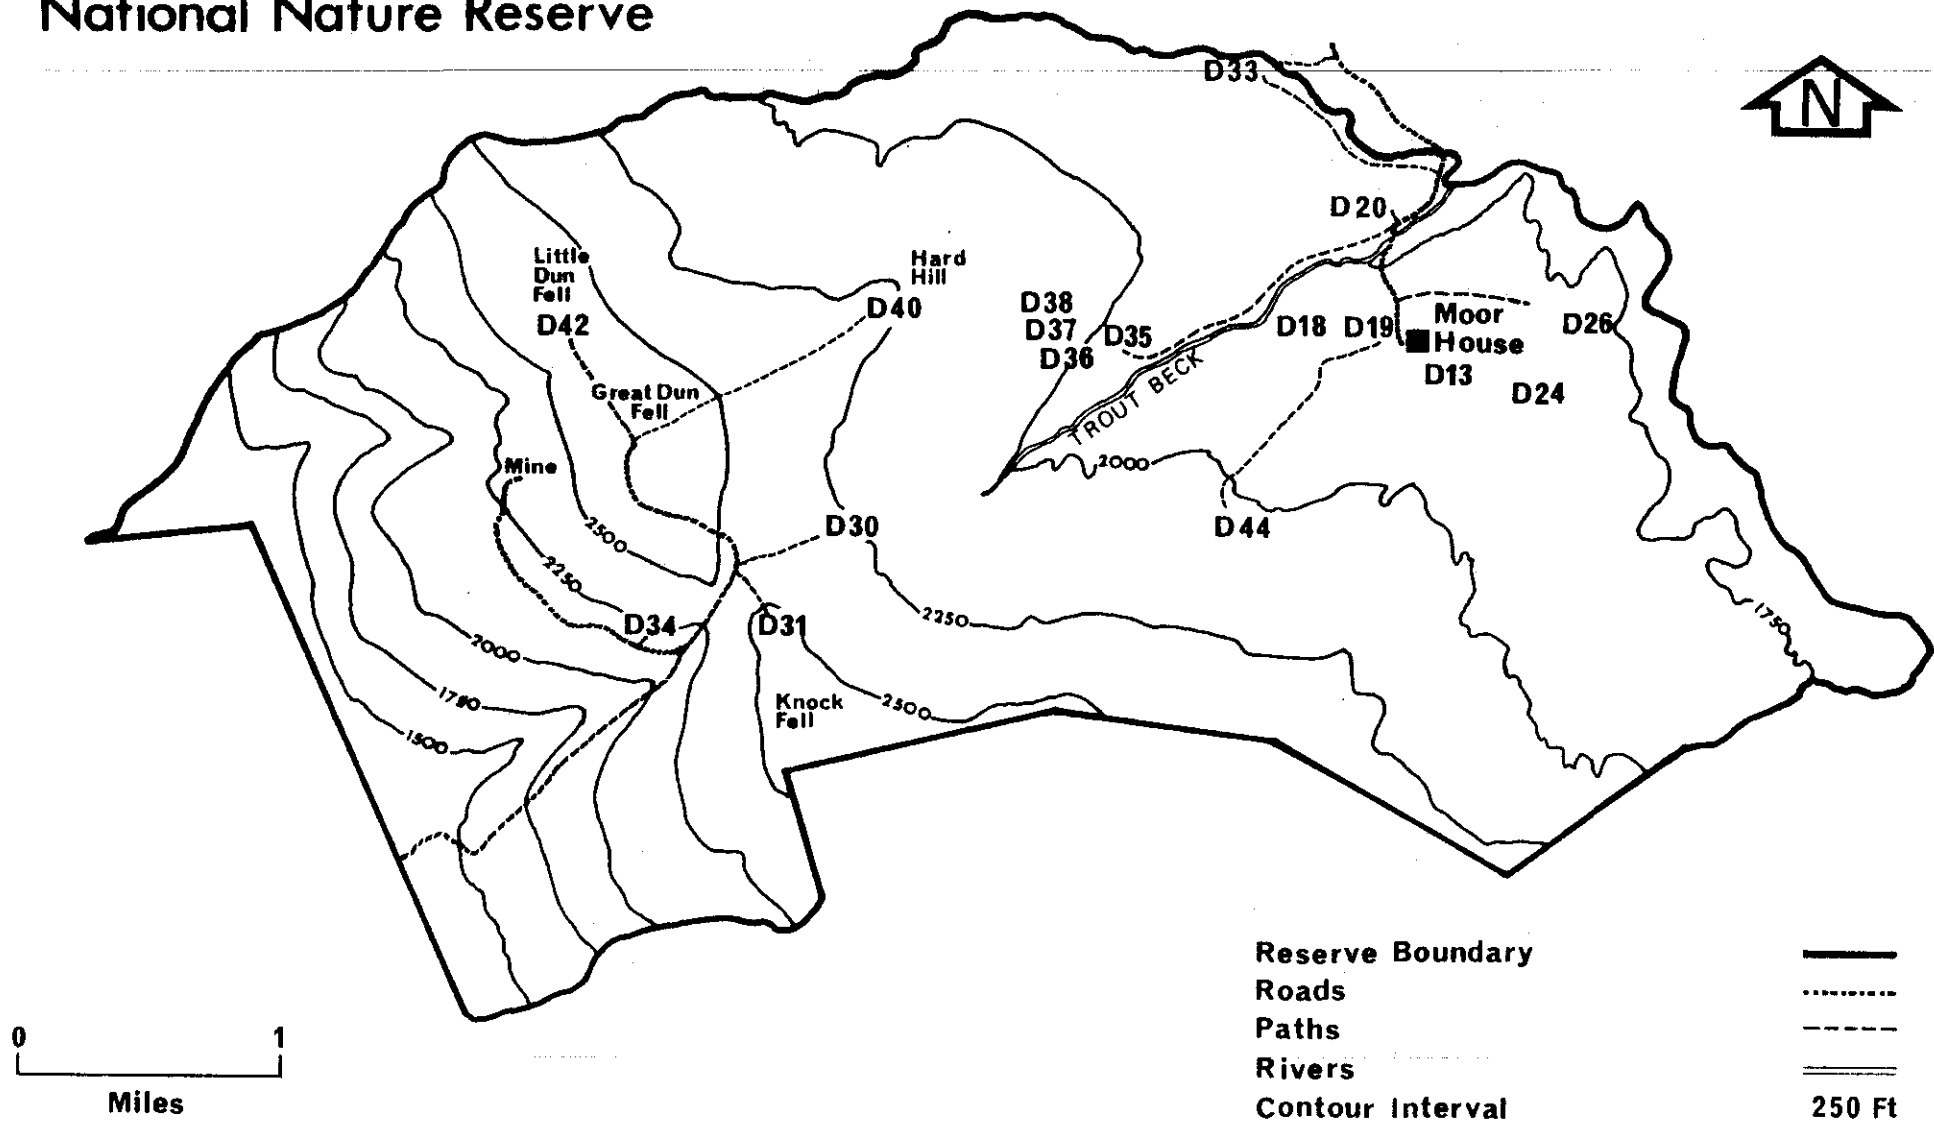 National Nature Reserve
N
D33
D20
Little
Dun
Fell
D42
Hard
Hill
D40
D38
D37
D36
D35
D18
D19
Moor
House
D13
D26
D24
Great Dun
Fell
TROUT BECK
Mine
2000
2500
D30
D44
2250
D34
D31
2250
1750
2000
1750
1500
Knock
Fell
2500
0 1
Miles
Reserve Boundary
Roads
Paths
Rivers
Contour Interval 250 Ft